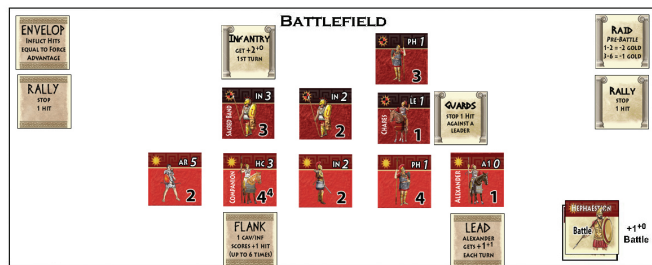 BATTLEFIELD
ENVELOP
INFLICT HITS
EQUAL TO FORCE
ADVANTAGE
RALLY
STOP
1 HIT
INFANTRY
GET +2+0
1ST TURN
PH 1
3
RAID
PRE-BATTLE
1-2 = -2 GOLD
3-6 = -1 GOLD
RALLY
STOP
1 HIT
IN 3
SACRED BAND
3
IN 2
2
LE 1
CHARES
1
GUARDS
STOP 1 HIT
AGAINST A
LEADER
AR 5
2
HC 3
COMPANION
4 4
IN 2
2
PH 1
4
A1 0
ALEXANDER
1
FLANK
1 CAV/INF
SCORES +1 HIT
(UP TO 6 TIMES)
LEAD
ALEXANDER
GETS +1+1
EACH TURN
HEPHAESTION
Battle
+1+0
Battle